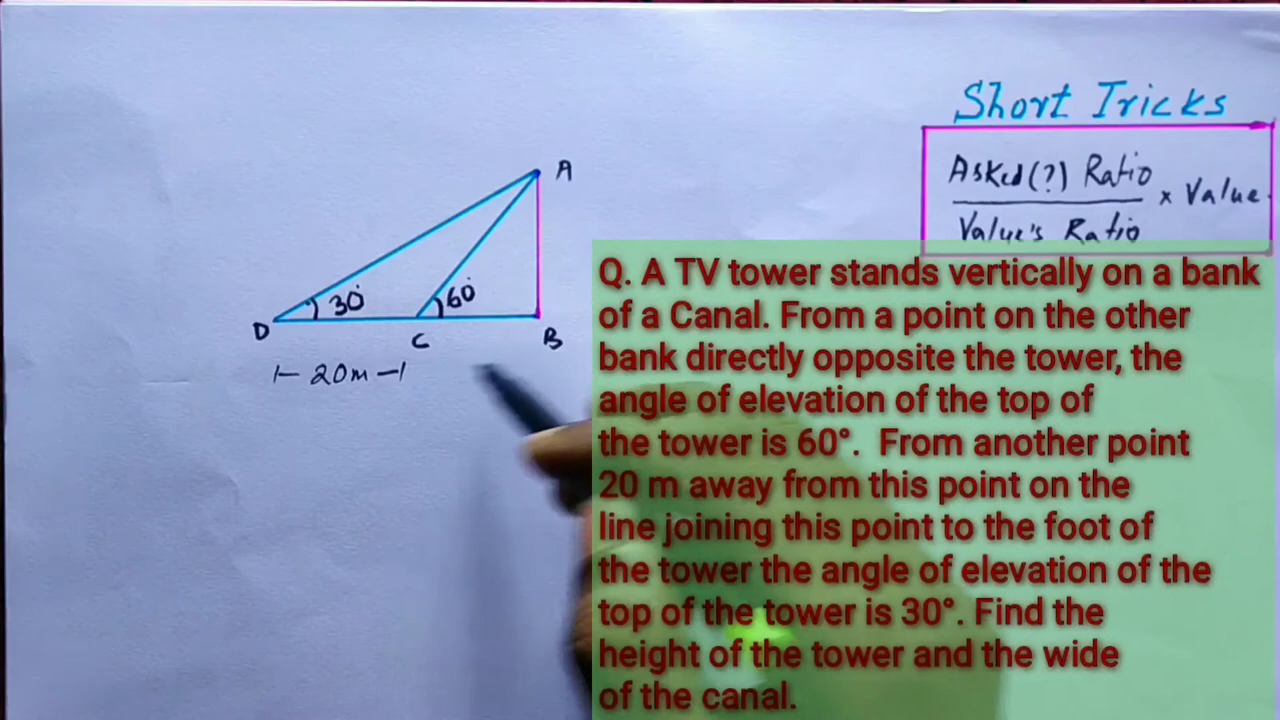 Short Tricks
Asked(?) Ratio
Value's Ratio
× Value
A
30°
60°
D
C
B
20m
Q. A TV tower stands vertically on a bank
of a Canal. From a point on the other
bank directly opposite the tower, the
angle of elevation of the top of
the tower is 60°. From another point
20 m away from this point on the
line joining this point to the foot of
the tower the angle of elevation of the
top of the tower is 30°. Find the
height of the tower and the wide
of the canal.